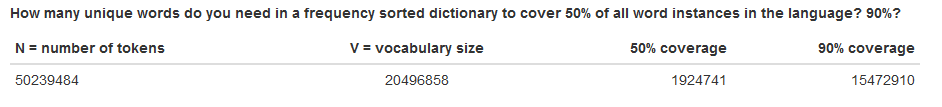 How many unique words do you need in a frequency sorted dictionary to cover 50% of all word instances in the language? 90%?
N = number of tokens V = vocabulary size 50% coverage 90% coverage
50239484 20496858 1924741 15472910